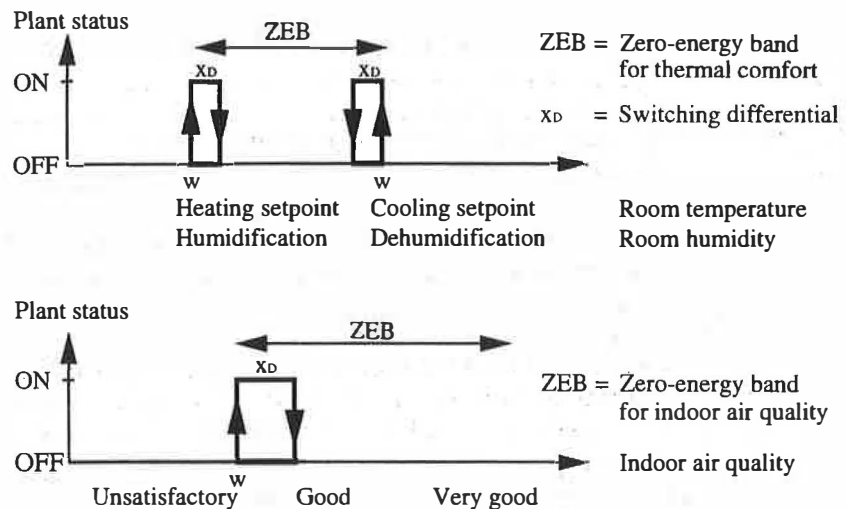 Plant status
ZEB
ZEB = Zero-energy band
for thermal comfort
XD
XD
ON
XD = Switching differential
OFF
w
w
Heating setpoint
Cooling setpoint
Room temperature
Humidification
Dehumidification
Room humidity
Plant status
ZEB
XD
ON
ZEB = Zero-energy band
for indoor air quality
OFF
Indoor air quality
w
Unsatisfactory
Good
Very good